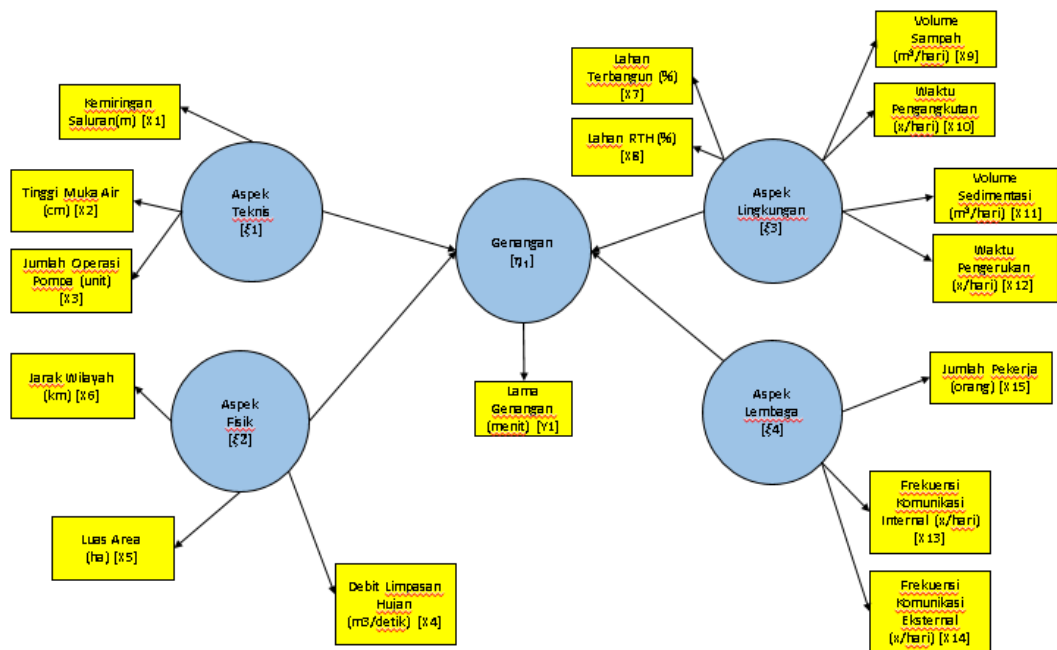 Kemiringan
Saluran(m) [X1]
Tinggi Muka Air
(cm) [X2]
Jumlah Operasi
Pompa (unit)
[X3]
Aspek
Teknis
[ξ1]
Jarak Wilayah
(km) [X6]
Aspek
Fisik
[ξ2]
Luas Area
(ha) [X5]
Debit Limpasan
Hujan
(m3/detik) [X4]
Genangan
[η₁]
Lama
Genangan
(menit) [Y1]
Lahan
Terbangun (%)
[X7]
Lahan RTH (%)
[X8]
Aspek
Lingkungan
[ξ3]
Volume
Sampah
(m³/hari) [X9]
Waktu
Pengangkutan
(x/hari) [X10]
Volume
Sedimentasi
(m³/hari) [X11]
Waktu
Pengerukan
(x/hari) [X12]
Aspek
Lembaga
[ξ4]
Jumlah Pekerja
(orang) [X15]
Frekuensi
Komunikasi
Internal (x/hari)
[X13]
Frekuensi
Komunikasi
Eksternal
(x/hari) [X14]